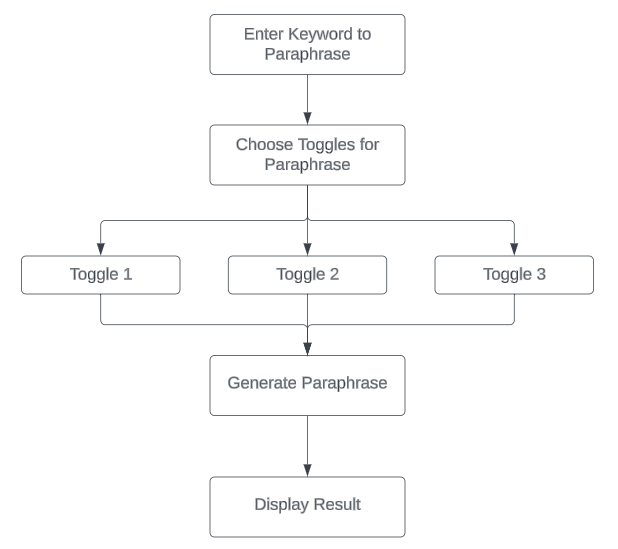 Enter Keyword to
Paraphrase
Choose Toggles for
Paraphrase
Toggle 1
Toggle 2
Toggle 3
Generate Paraphrase
Display Result